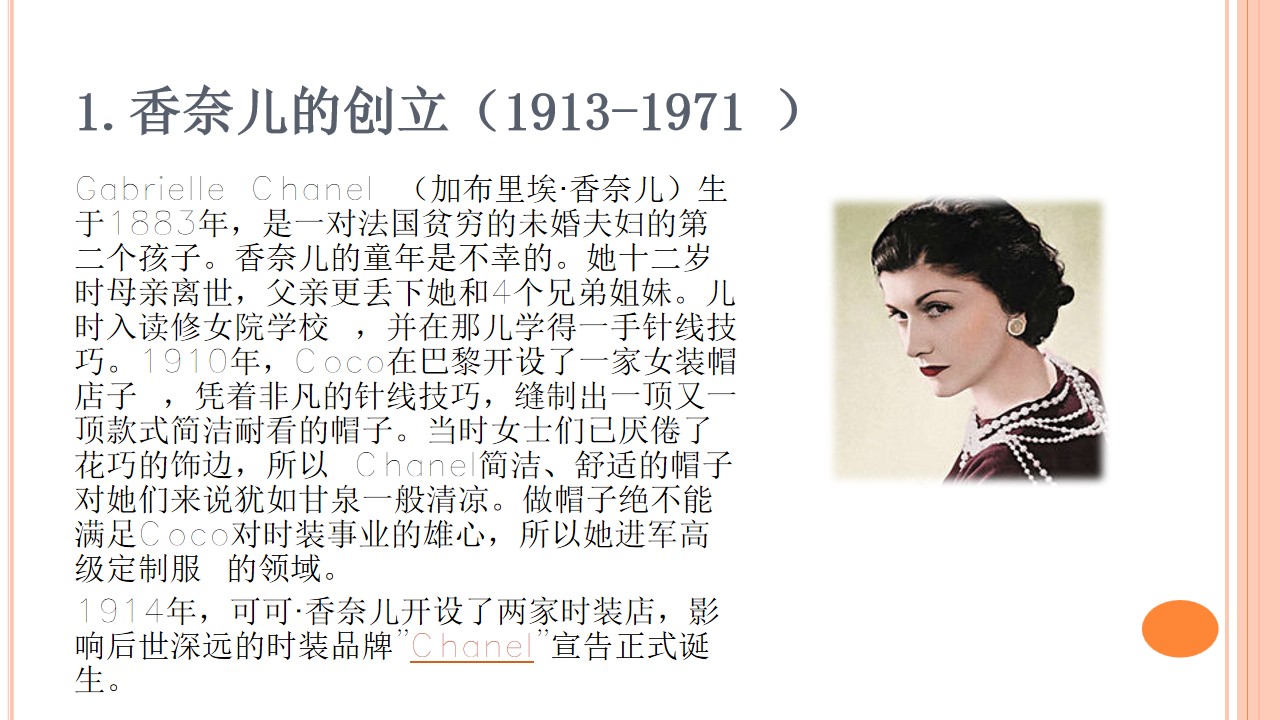 1.香奈儿的创立（1913-1971 ）
Gabrielle Chanel （加布里埃·香奈儿）生
于1883年，是一对法国贫穷的未婚夫妇的第
二个孩子。香奈儿的童年是不幸的。她十二岁
时母亲离世，父亲更丢下她和4个兄弟姐妹。儿
时入读修女院学校 ，并在那儿学得一手针线技
巧。1910年，Coco在巴黎开设了一家女装帽
店子 ，凭着非凡的针线技巧，缝制出一顶又一
顶款式简洁耐看的帽子。当时女士们已厌倦了
花巧的饰边，所以 Chanel简洁、舒适的帽子
对她们来说犹如甘泉一般清凉。做帽子绝不能
满足Coco对时装事业的雄心，所以她进军高
级定制服 的领域。
1914年，可可·香奈儿开设了两家时装店，影
响后世深远的时装品牌"Chanel"宣告正式诞
生。